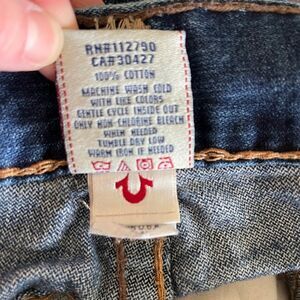 RN#112790
CA#30427
100% COTTON
MACHINE WASH COLD
WITH LIKE COLORS
GENTLE CYCLE INSIDE OUT
ONLY NON-CHLORINE BLEACH
WHEN NEEDED
TUMBLE DRY LOW
WARM IRON IF NEEDED